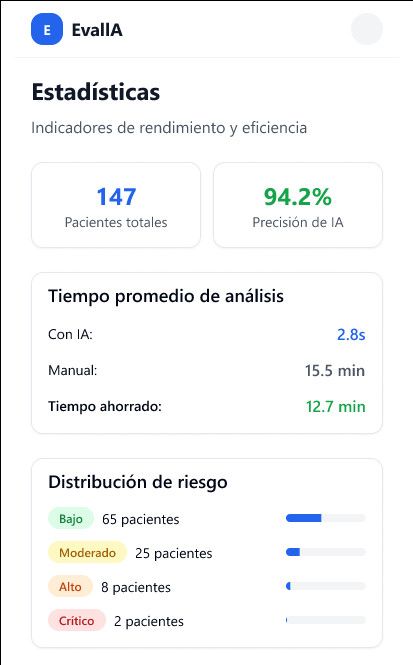 E EvalIA
Estadísticas
Indicadores de rendimiento y eficiencia
147
Pacientes totales
94.2%
Precisión de IA
Tiempo promedio de análisis
Con IA: 2.8s
Manual: 15.5 min
Tiempo ahorrado: 12.7 min
Distribución de riesgo
Bajo 65 pacientes
Moderado 25 pacientes
Alto 8 pacientes
Crítico 2 pacientes